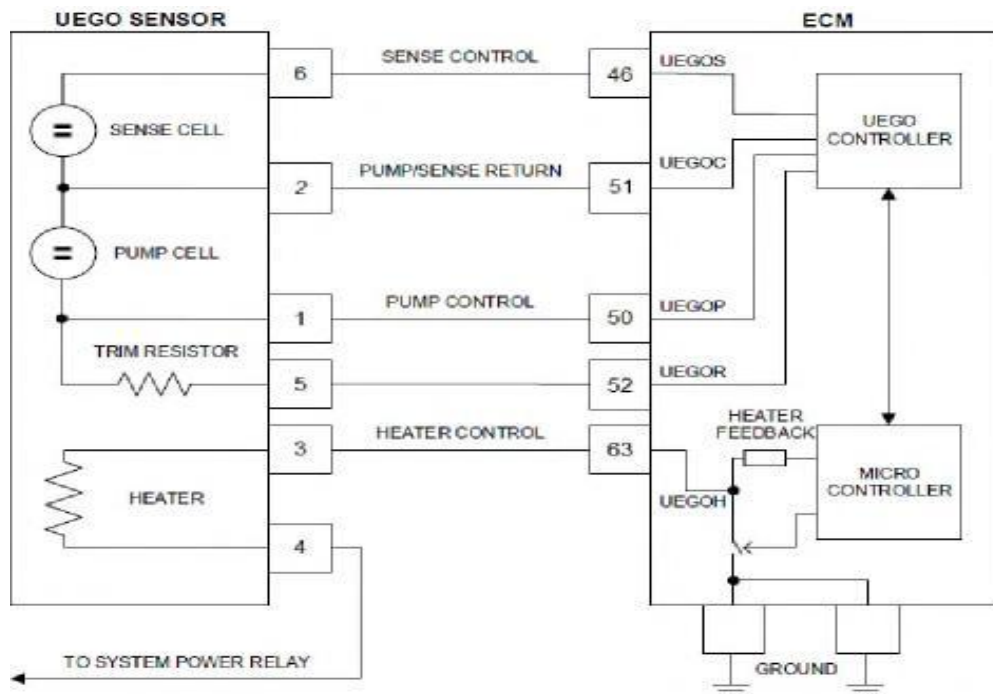 UEGO SENSOR
ECM
6
SENSE CONTROL
46
UEGOS
SENSE CELL
UEGO
CONTROLLER
2
PUMP/SENSE RETURN
51
UEGOC
PUMP CELL
1
PUMP CONTROL
50
UEGOP
TRIM RESISTOR
5
52
UEGOR
3
HEATER CONTROL
63
HEATER
FEEDBACK
HEATER
UEGOH
MICRO
CONTROLLER
4
TO SYSTEM POWER RELAY
GROUND